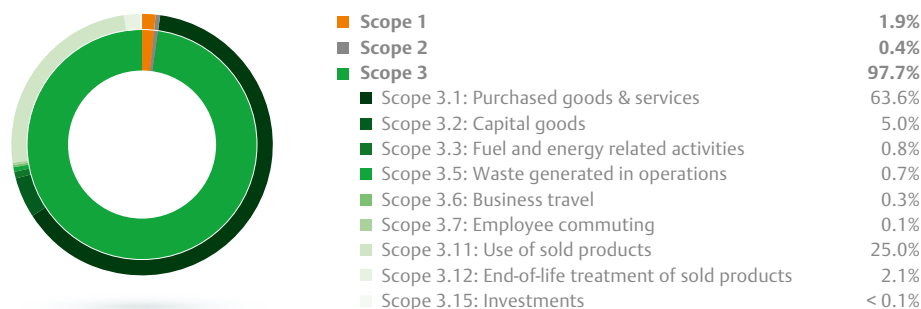 Scope 1 1.9%
Scope 2 0.4%
Scope 3 97.7%
Scope 3.1: Purchased goods & services 63.6%
Scope 3.2: Capital goods 5.0%
Scope 3.3: Fuel and energy related activities 0.8%
Scope 3.5: Waste generated in operations 0.7%
Scope 3.6: Business travel 0.3%
Scope 3.7: Employee commuting 0.1%
Scope 3.11: Use of sold products 25.0%
Scope 3.12: End-of-life treatment of sold products 2.1%
Scope 3.15: Investments < 0.1%